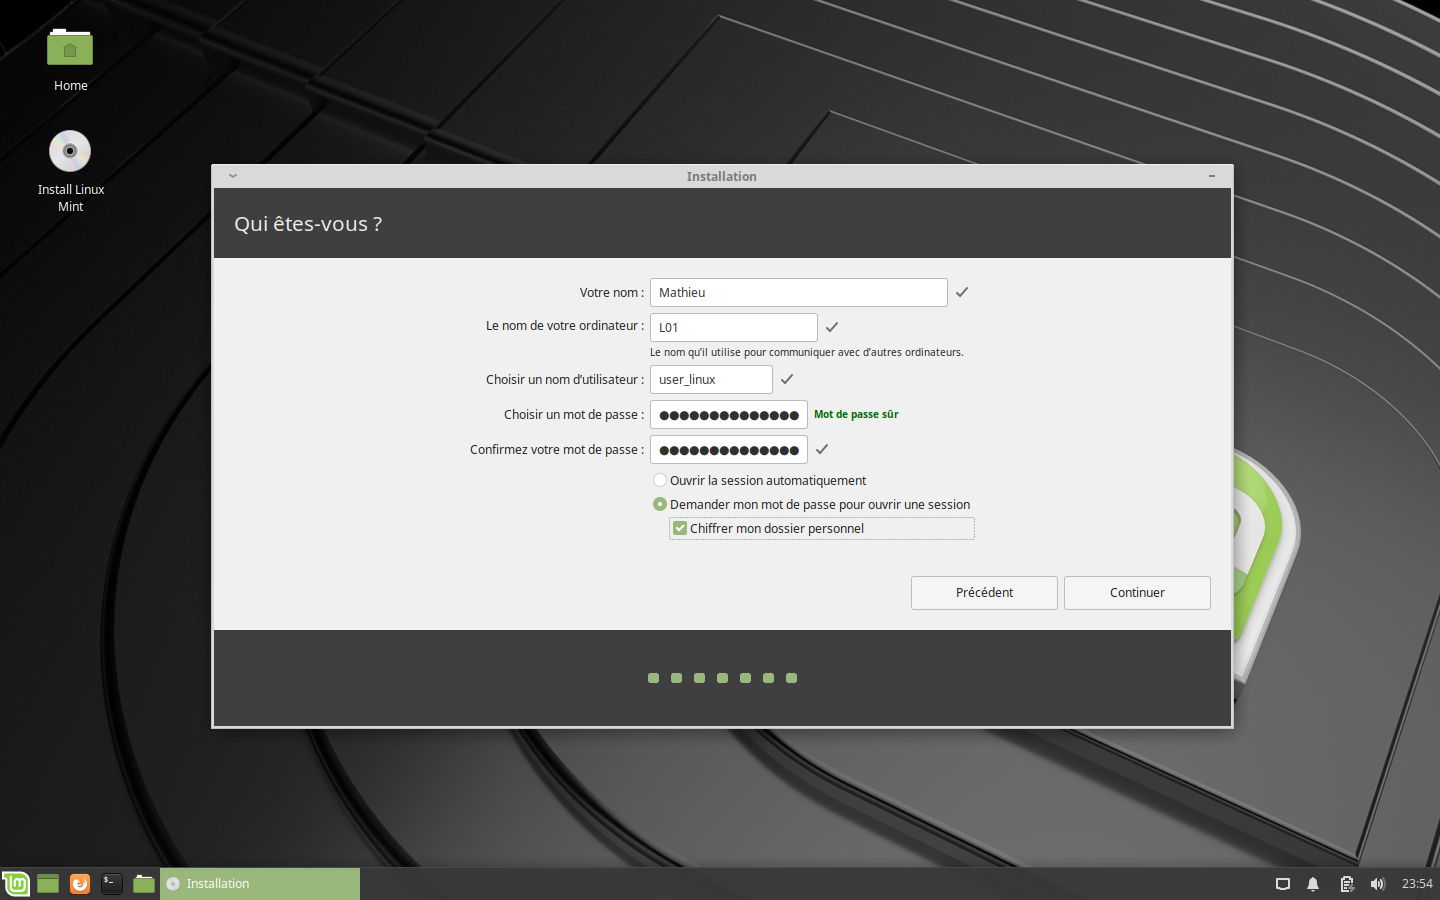 Home
Install Linux
Mint
Installation
Qui êtes-vous ?
Votre nom : Mathieu
Le nom de votre ordinateur : L01
Le nom qu'il utilise pour communiquer avec d'autres ordinateurs.
Choisir un nom d’utilisateur : user_linux
Choisir un mot de passe : ●●●●●●●●●●●●●● Mot de passe sûr
Confirmez votre mot de passe : ●●●●●●●●●●●●●●
Ouvrir la session automatiquement
Demander mon mot de passe pour ouvrir une session
Chiffrer mon dossier personnel
Précédent Continuer
Installation 23:54